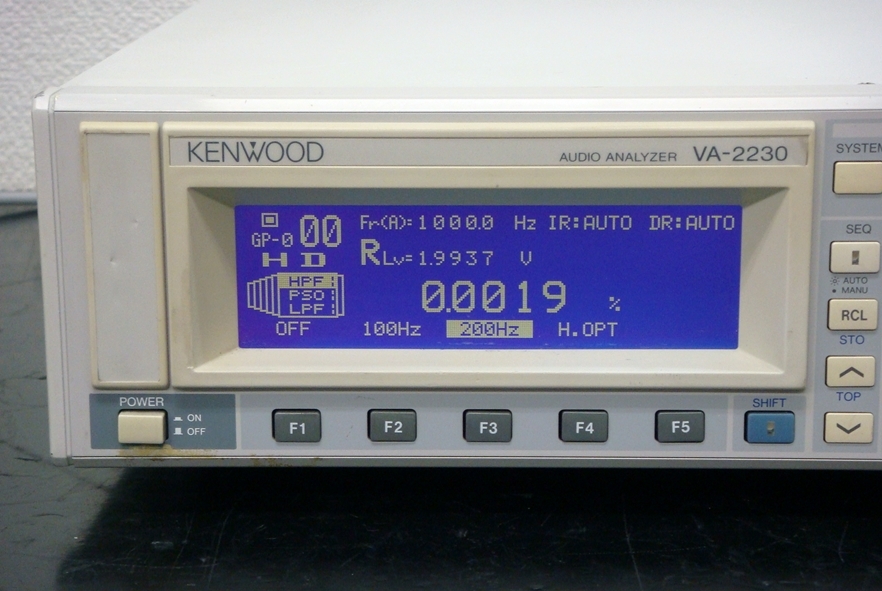 KENWOOD
AUDIO ANALYZER VA-2230
GP-0 00 Fr(A)=1000.0 Hz IR:AUTO DR:AUTO
HD
R Lv=1.9937 V
HPF
PSO
LPF
0.0019 %
OFF 100Hz 200Hz H.OPT
POWER
ON
OFF
F1 F2 F3 F4 F5
SHIFT
SYSTEM
SEQ
AUTO
MANU
RCL
STO
TOP